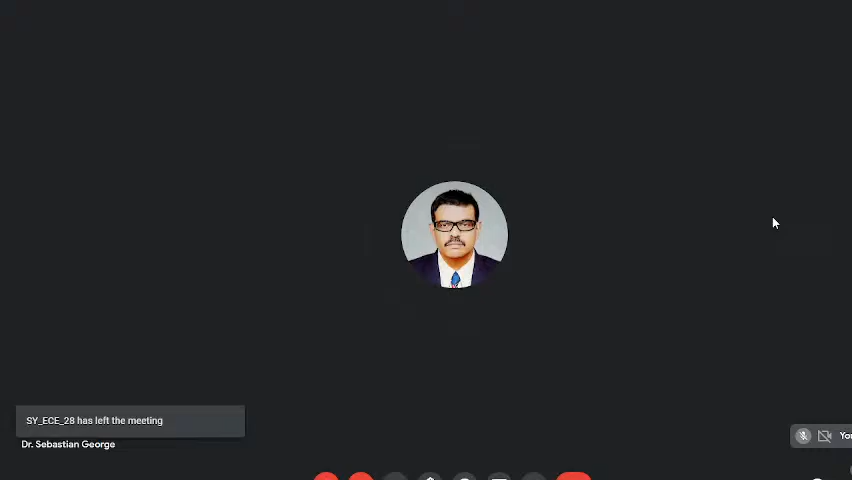 SY_ECE_28 has left the meeting
Dr. Sebastian George